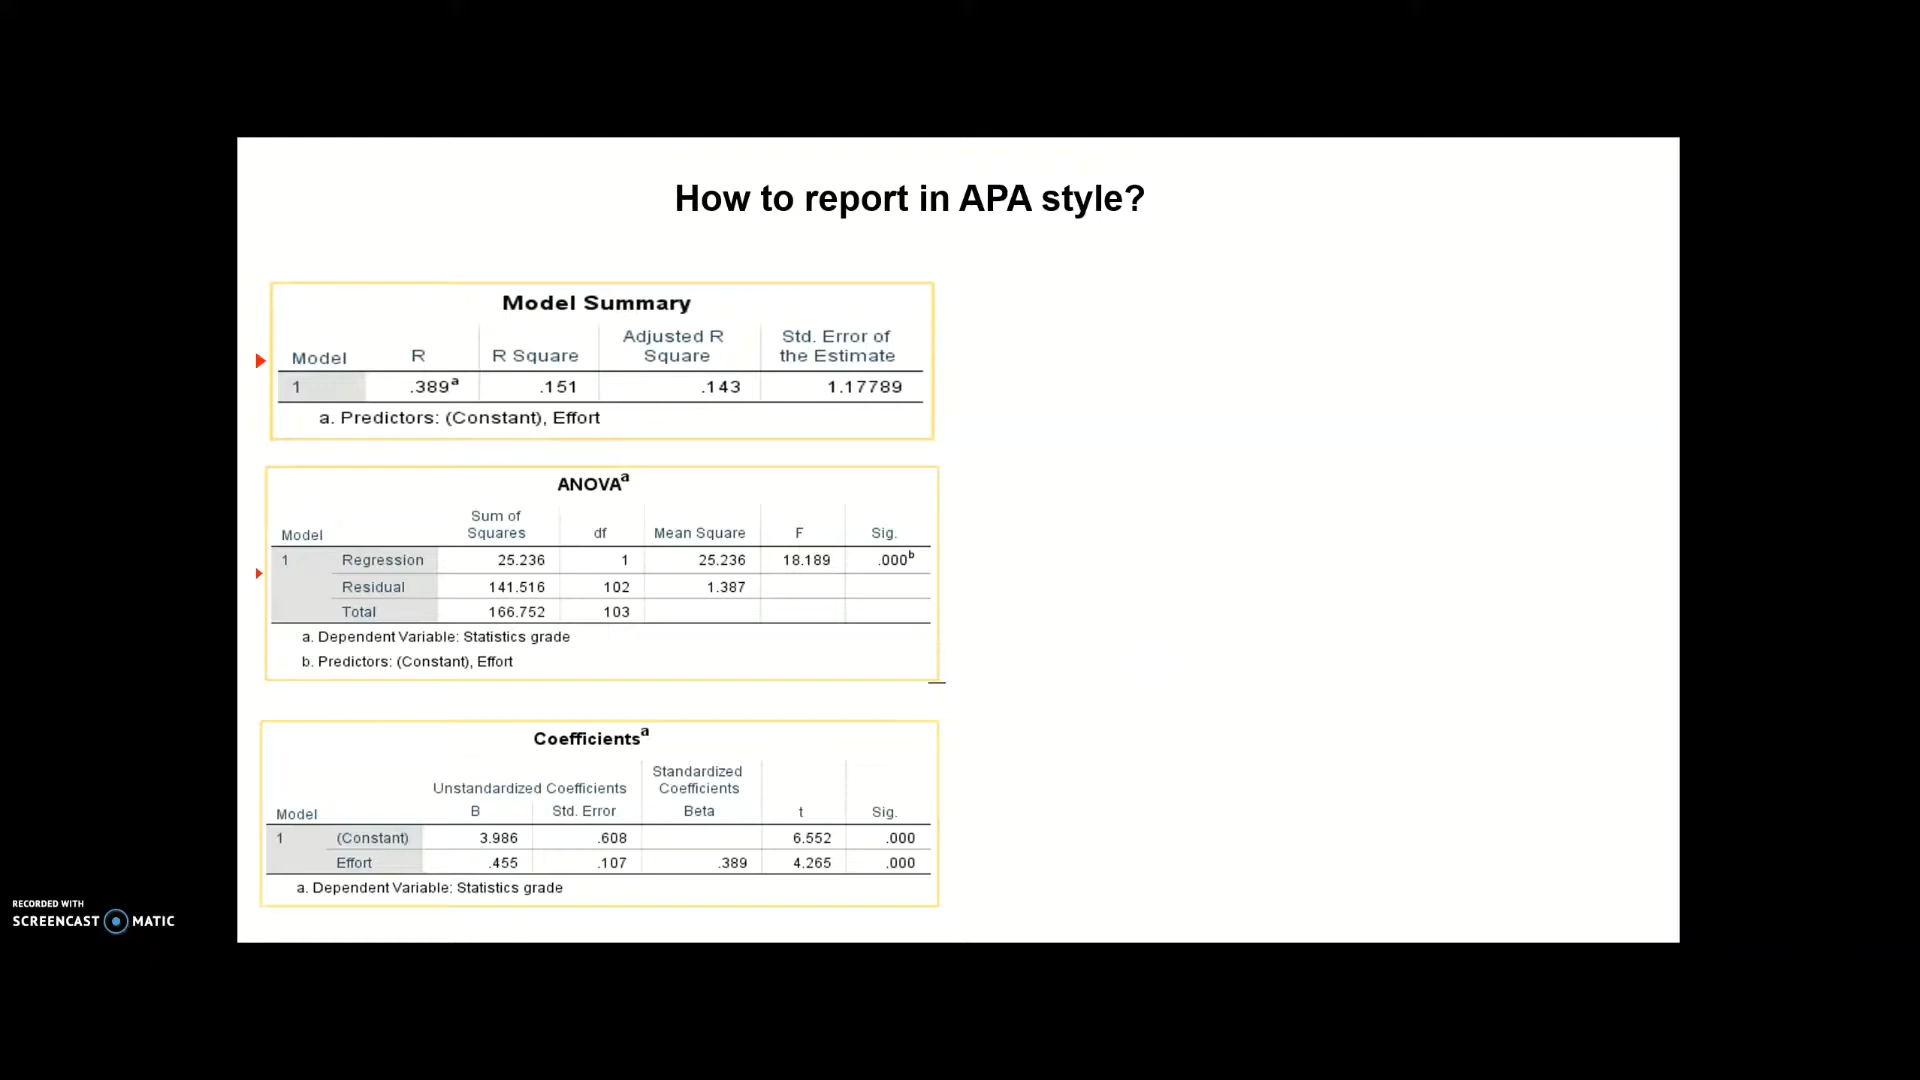 How to report in APA style?
Model Summary
Model R R Square Adjusted R Square Std. Error of the Estimate
1 .389a .151 .143 1.17789
a. Predictors: (Constant), Effort
ANOVAa
Model Sum of Squares df Mean Square F Sig.
1 Regression 25.236 1 25.236 18.189 .000b
Residual 141.516 102 1.387
Total 166.752 103
a. Dependent Variable: Statistics grade
b. Predictors: (Constant), Effort
Coefficientsa
Unstandardized Coefficients Standardized Coefficients
Model B Std. Error Beta t Sig.
1 (Constant) 3.986 .608 6.552 .000
Effort .455 .107 .389 4.265 .000
a. Dependent Variable: Statistics grade
RECORDED WITH
SCREENCAST MATIC